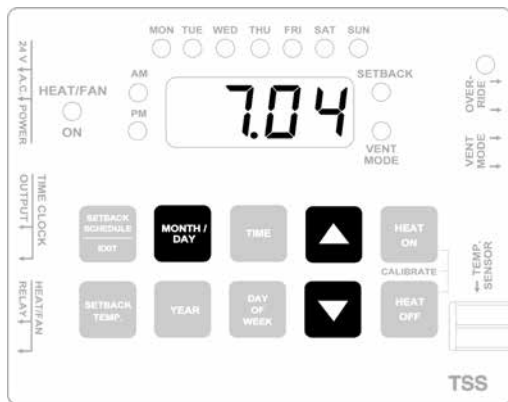 MON TUE WED THU FRI SAT SUN
24 V A.C. POWER
HEAT/FAN
ON
AM
PM
7.04
SETBACK
VENT
MODE
OVER-
RIDE
VENT
MODE
TIME CLOCK
OUTPUT
SETBACK
SCHEDULE
EXIT
MONTH /
DAY
TIME
HEAT
ON
CALIBRATE
TEMP.
SENSOR
HEAT/FAN
RELAY
SETBACK
TEMP.
YEAR
DAY
OF
WEEK
HEAT
OFF
TSS